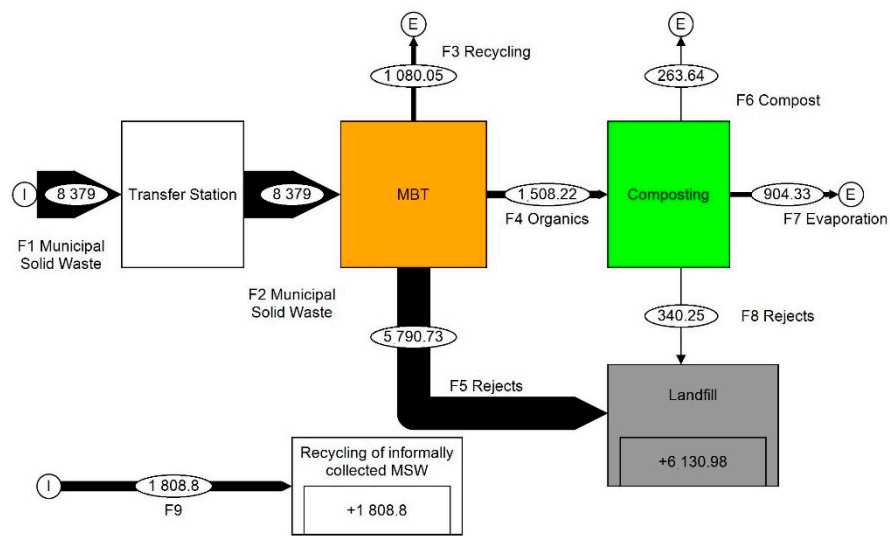 E
E
F3 Recycling
1 080.05
263.64
F6 Compost
I
8 379
Transfer Station
8 379
MBT
1,508.22
Composting
904.33
E
F4 Organics
F7 Evaporation
F1 Municipal
Solid Waste
F2 Municipal
Solid Waste
5,790.73
340.25
F8 Rejects
F5 Rejects
Landfill
+6 130.98
Recycling of informally
collected MSW
I
1 808.8
F9
+1 808.8